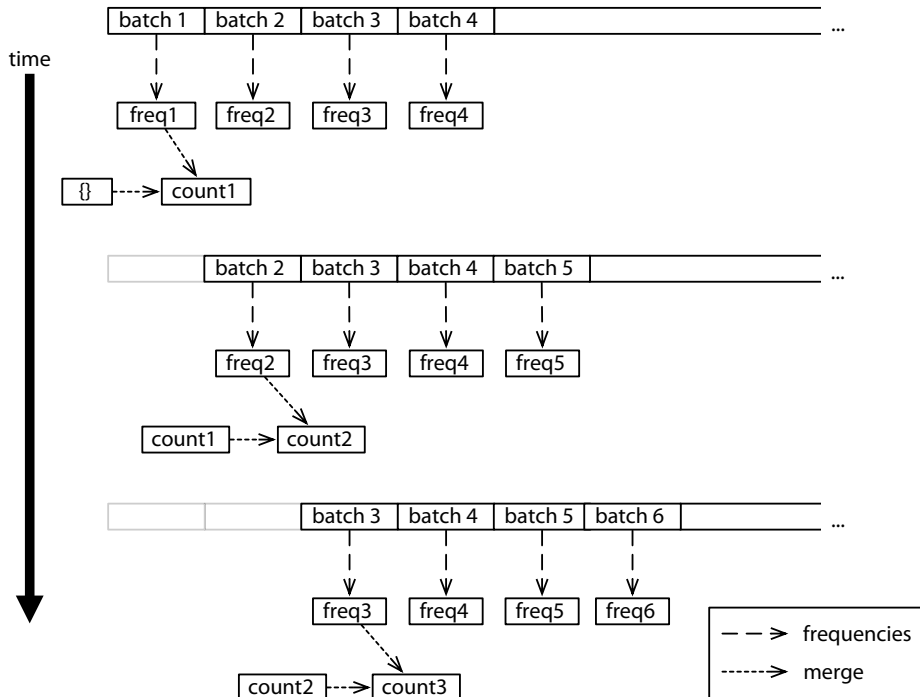 batch 1 batch 2 batch 3 batch 4 ...
time
freq1 freq2 freq3 freq4
{} count1
batch 2 batch 3 batch 4 batch 5 ...
freq2 freq3 freq4 freq5
count1 count2
batch 3 batch 4 batch 5 batch 6 ...
freq3 freq4 freq5 freq6
frequencies
merge
count2 count3